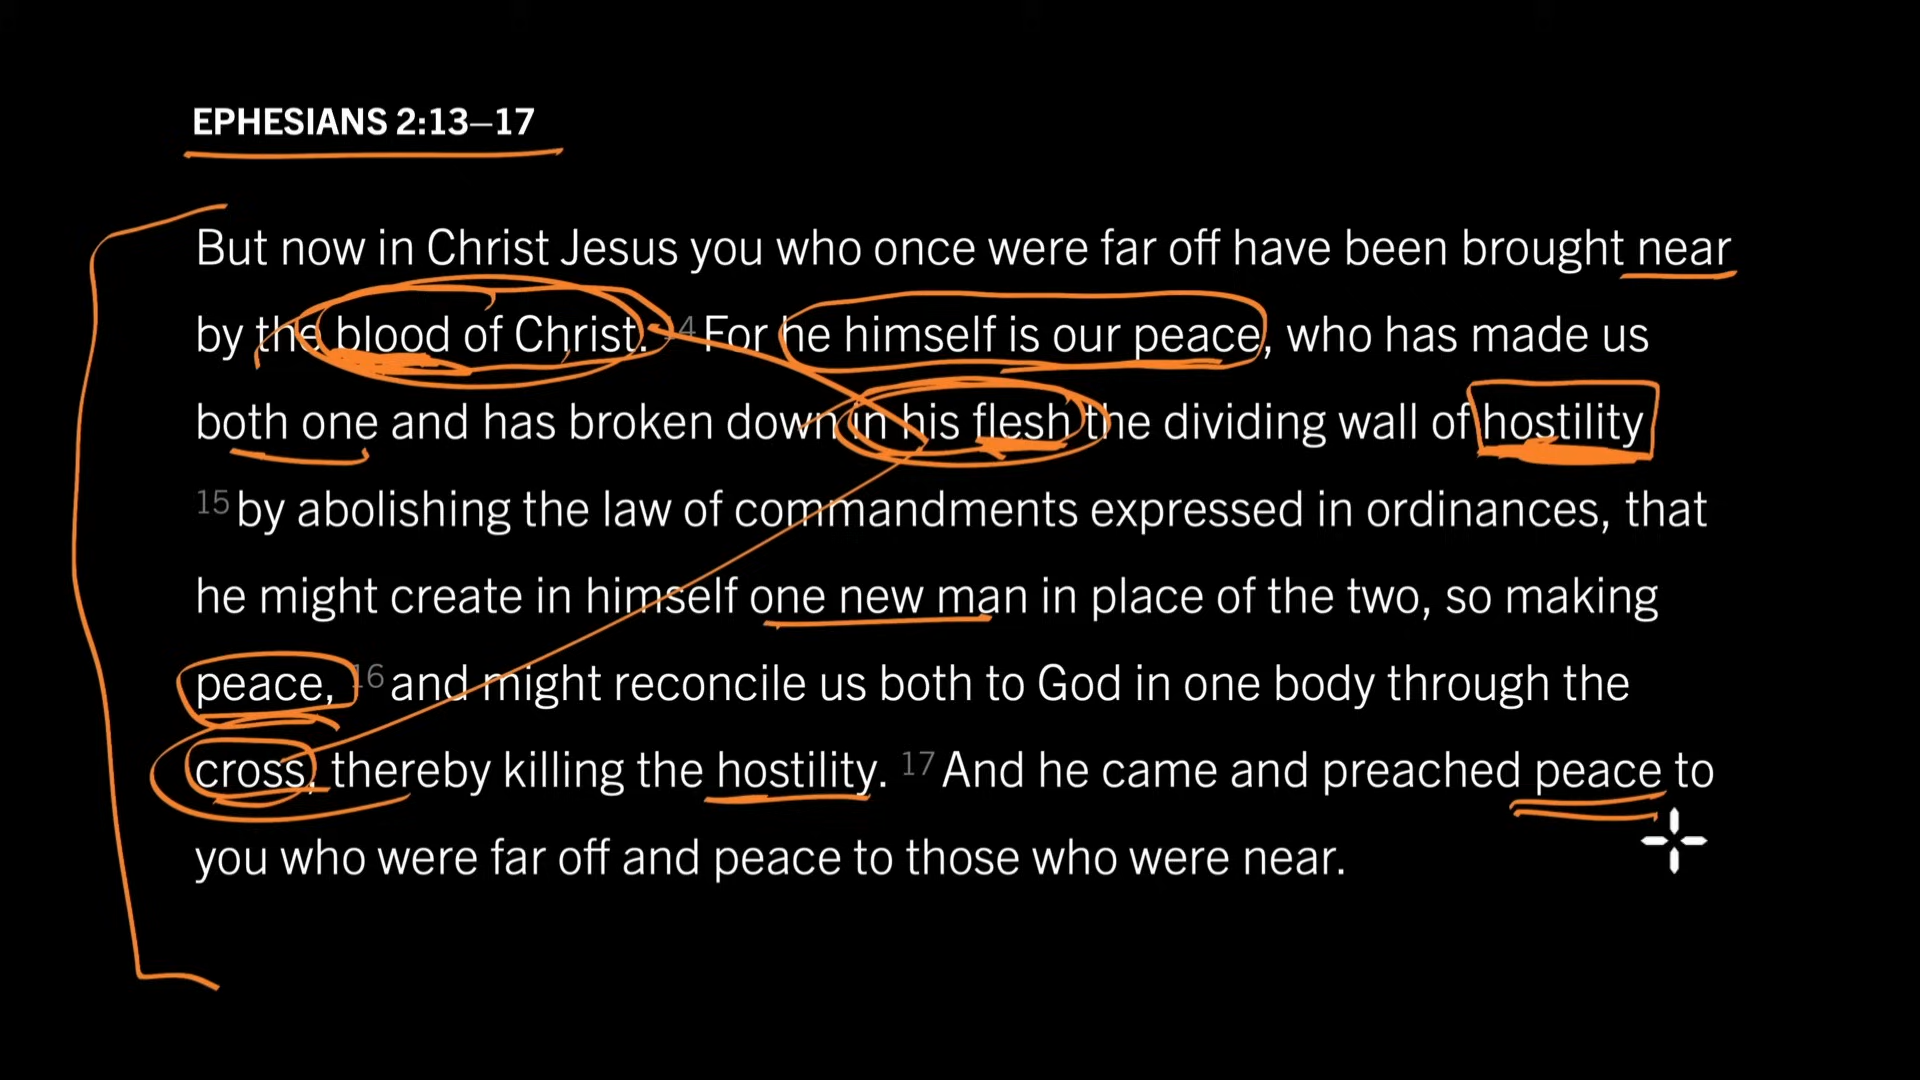 EPHESIANS 2:13–17
But now in Christ Jesus you who once were far off have been brought near
by the blood of Christ. 14 For he himself is our peace, who has made us
both one and has broken down in his flesh the dividing wall of hostility
15 by abolishing the law of commandments expressed in ordinances, that
he might create in himself one new man in place of the two, so making
peace, 16 and might reconcile us both to God in one body through the
cross, thereby killing the hostility. 17 And he came and preached peace to
you who were far off and peace to those who were near.